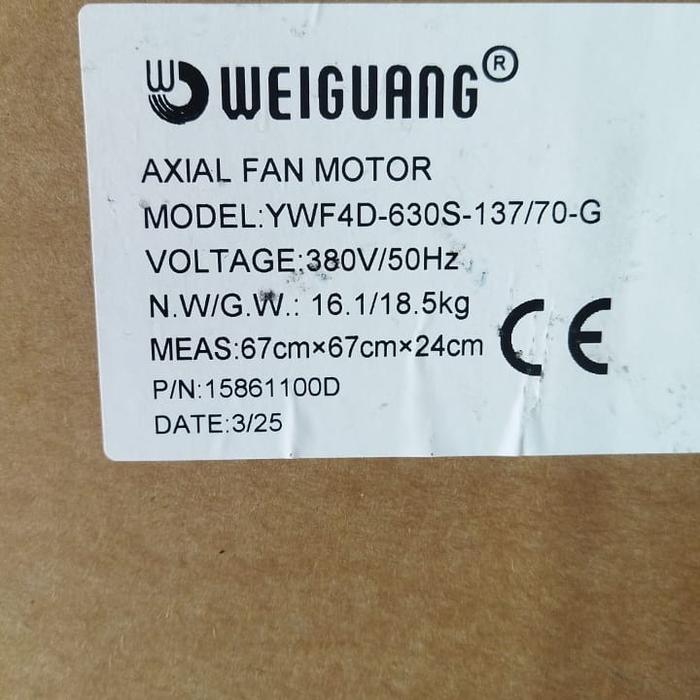 WEIGUANG®
AXIAL FAN MOTOR
MODEL:YWF4D-630S-137/70-G
VOLTAGE:380V/50Hz
N.W/G.W.: 16.1/18.5kg
MEAS:67cm×67cm×24cm
CE
P/N:15861100D
DATE:3/25